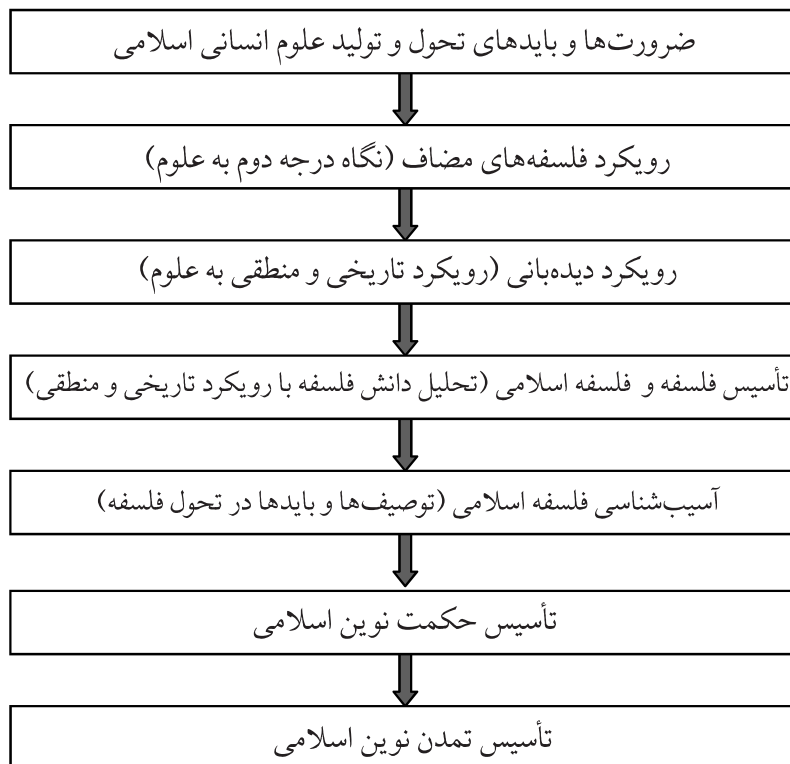 ضرورت‌ها و بایدهای تحول و تولید علوم انسانی اسلامی
رویکرد فلسفه‌های مضاف (نگاه درجه دوم به علوم)
رویکرد دیده‌بانی (رویکرد تاریخی و منطقی به علوم)
تأسیس فلسفه و فلسفه اسلامی (تحلیل دانش فلسفه با رویکرد تاریخی و منطقی)
آسیب‌شناسی فلسفه اسلامی (توصیف‌ها و بایدها در تحول فلسفه)
تأسیس حکمت نوین اسلامی
تأسیس تمدن نوین اسلامی